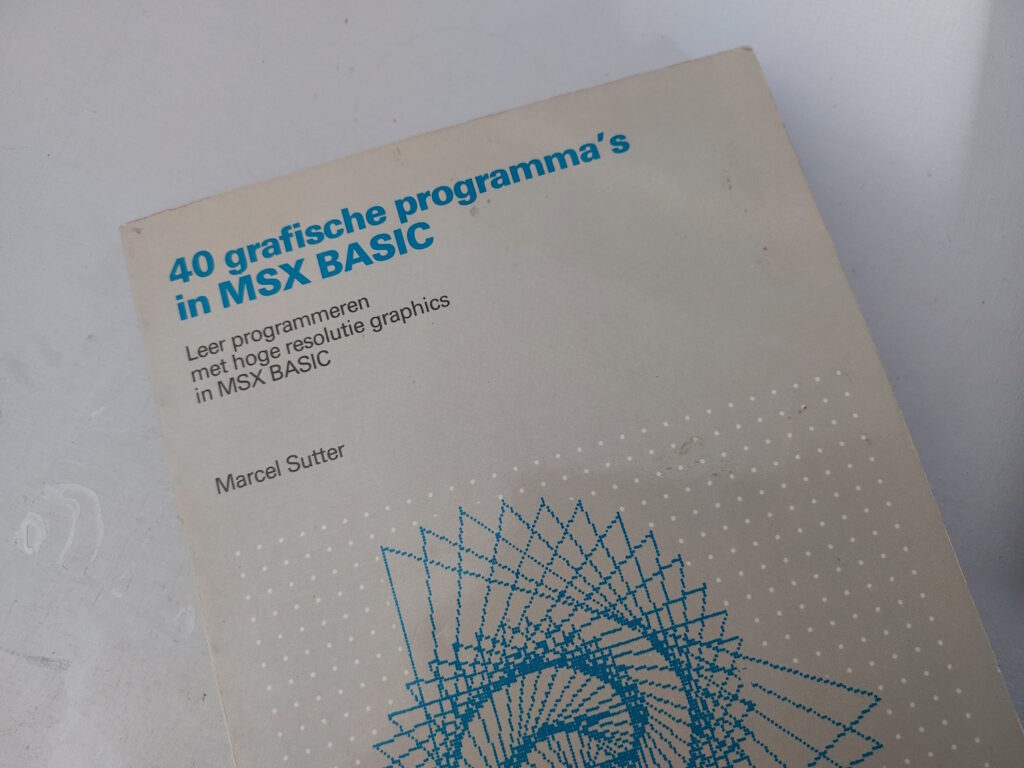 40 grafische programma's
in MSX BASIC
Leer programmeren
met hoge resolutie graphics
in MSX BASIC
Marcel Sutter